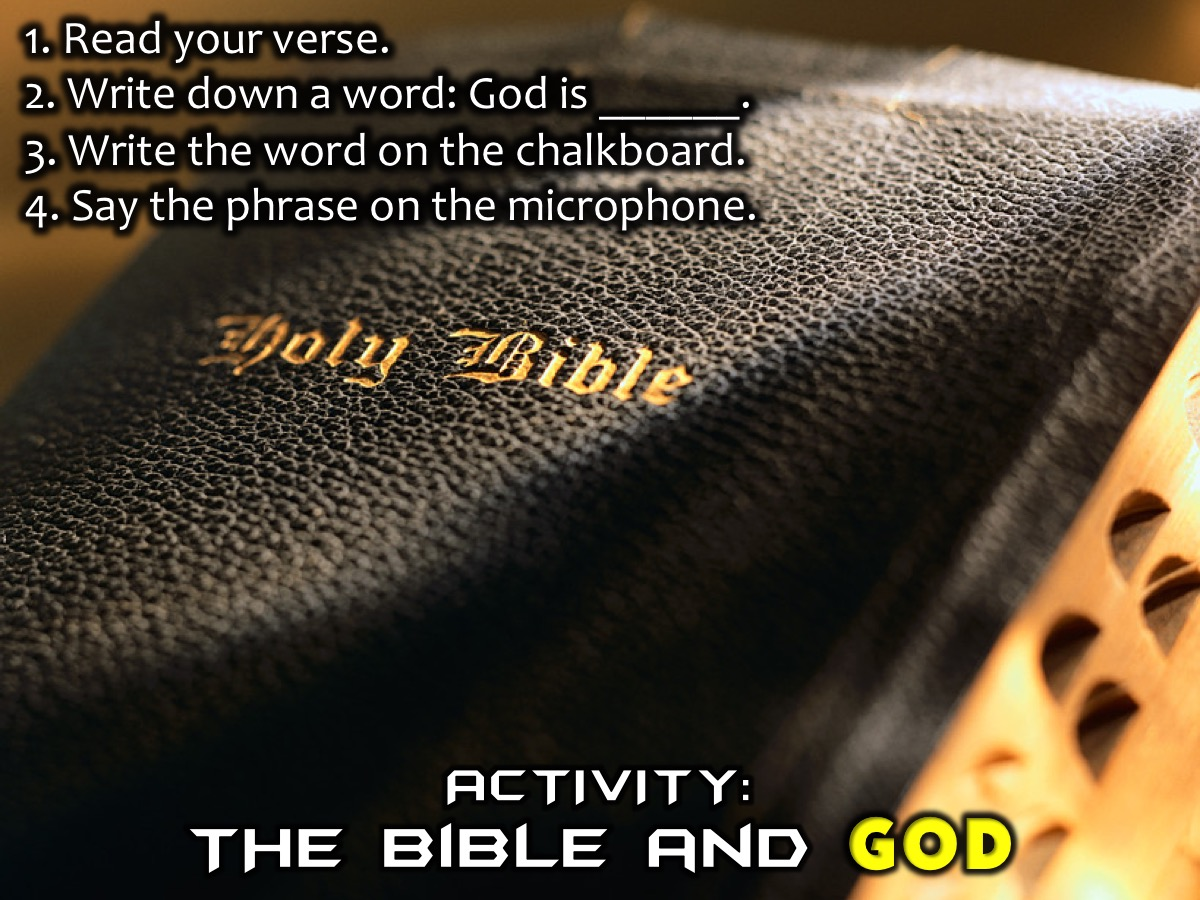 1. Read your verse.
2. Write down a word: God is ______.
3. Write the word on the chalkboard.
4. Say the phrase on the microphone.
Holy Bible
ACTIVITY:
THE BIBLE AND GOD